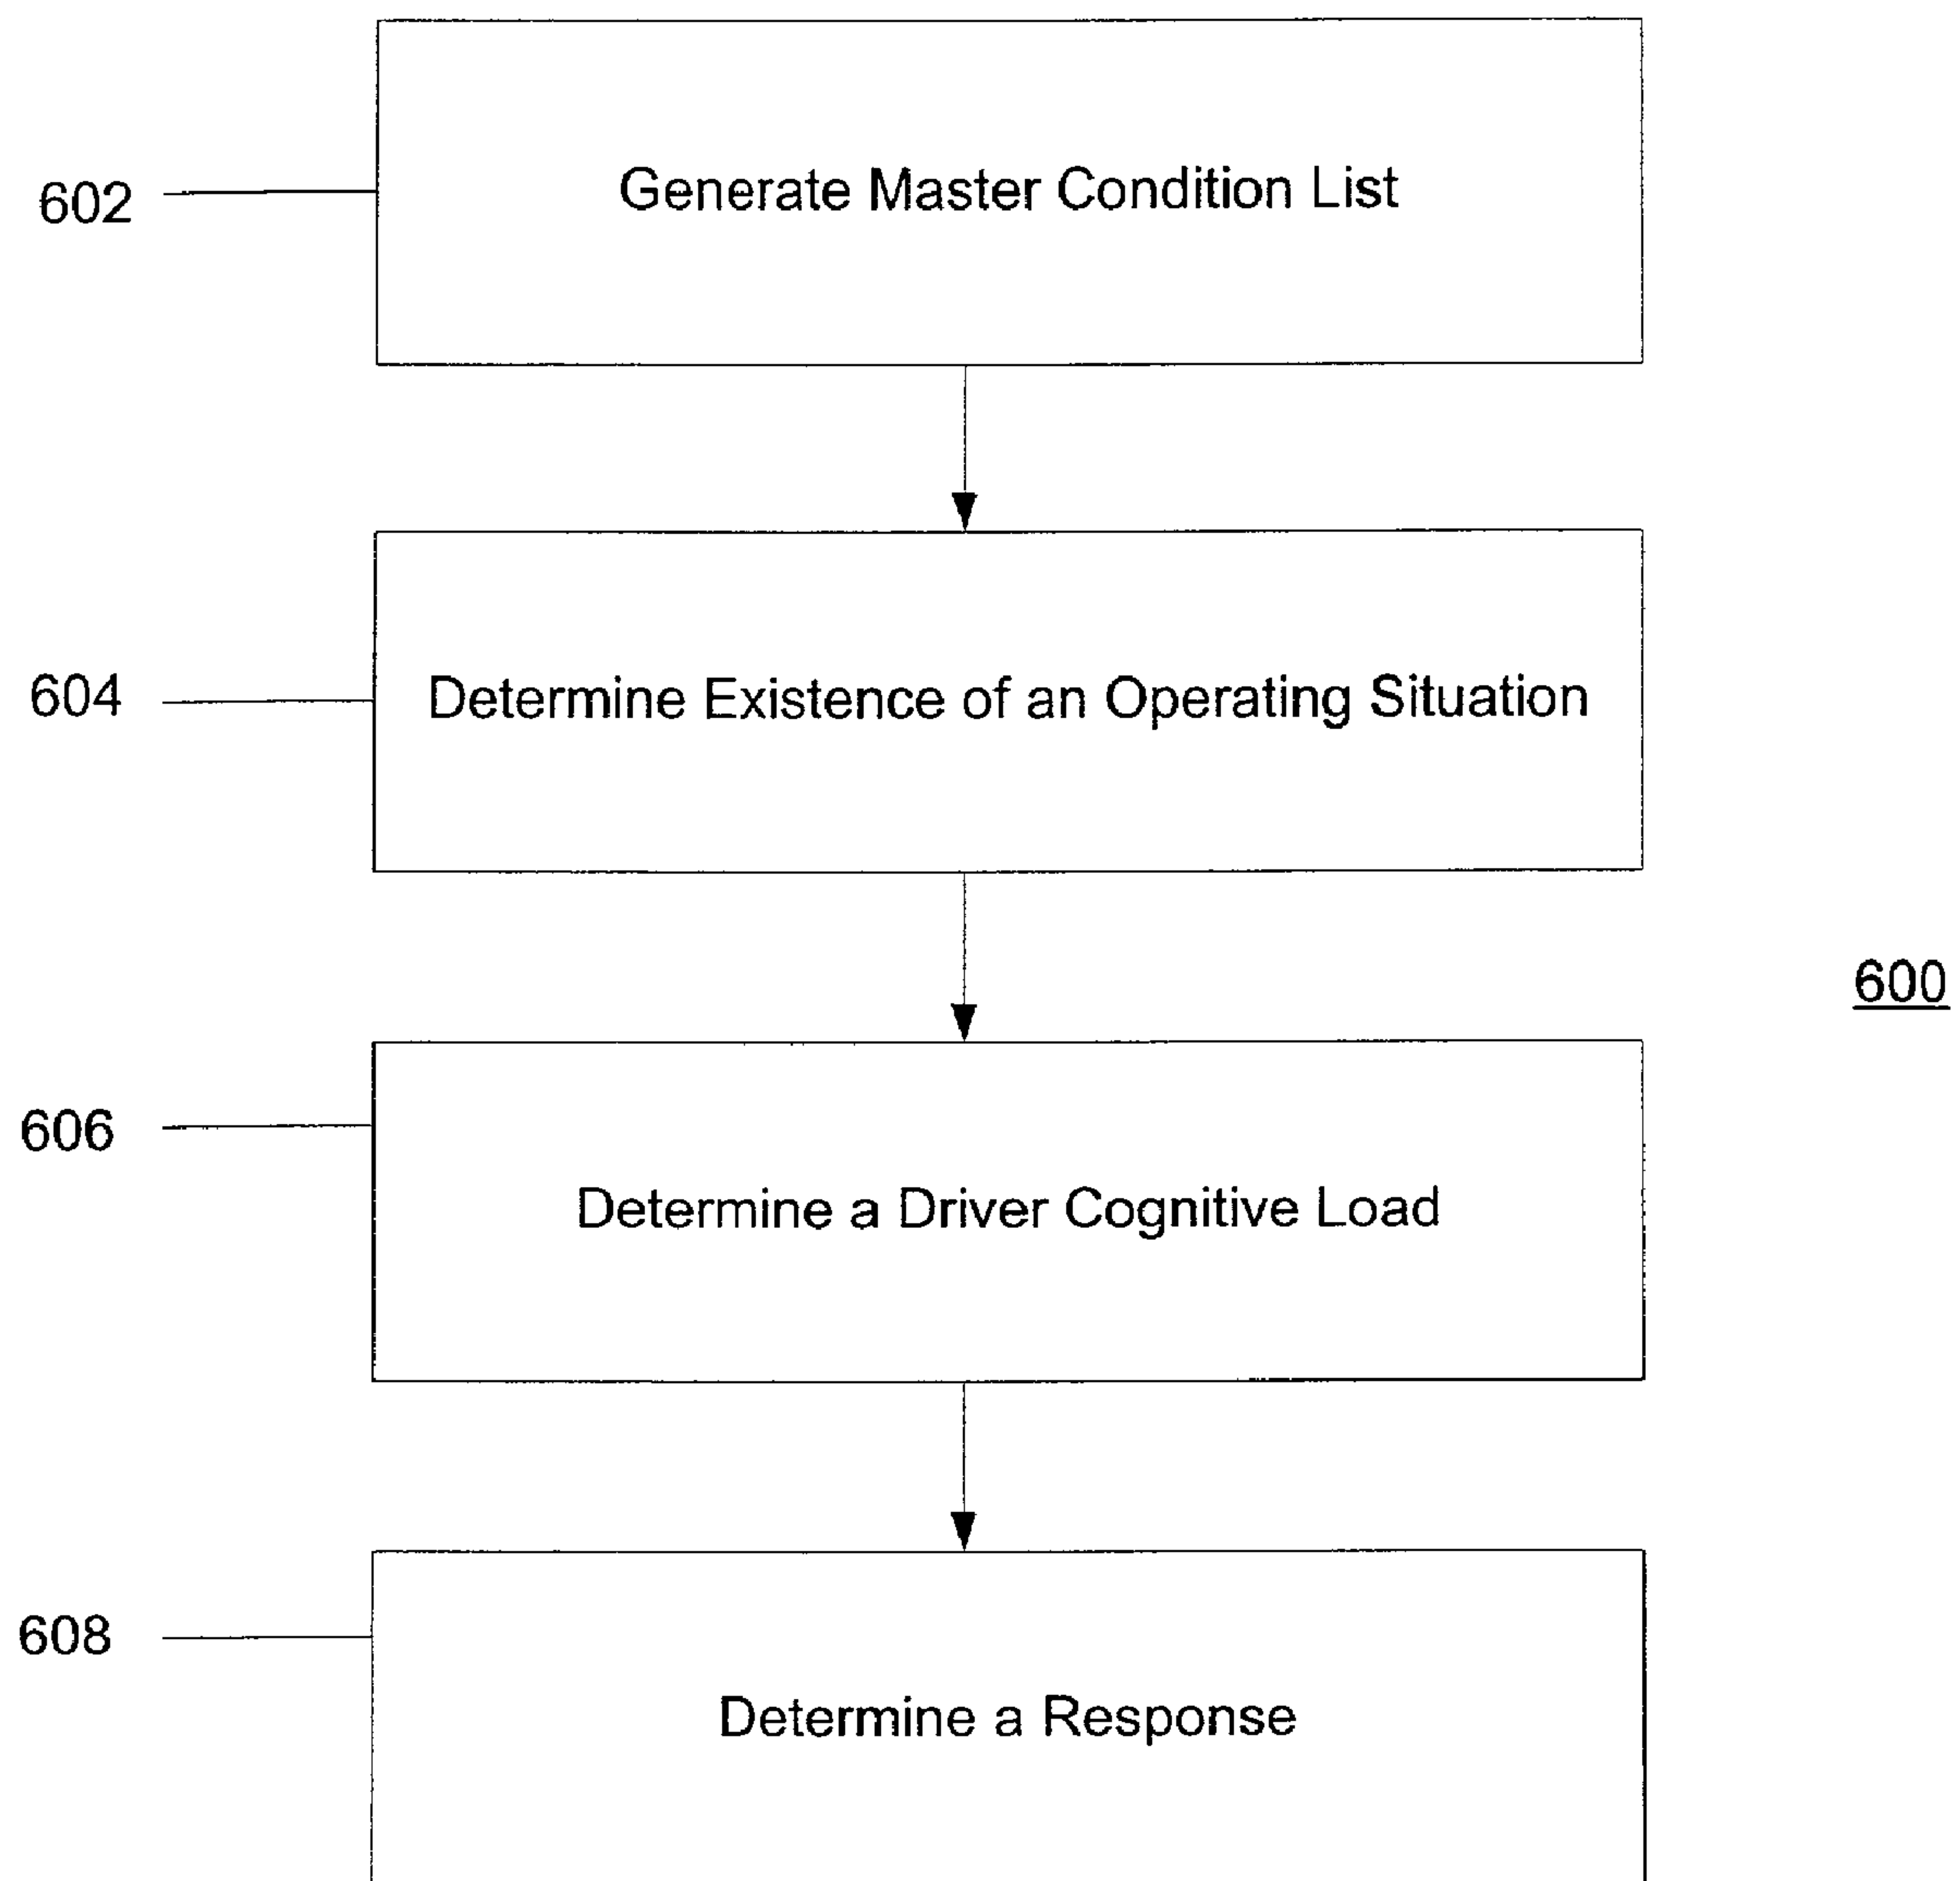 602
Generate Master Condition List
604
Determine Existence of an Operating Situation
600
606
Determine a Driver Cognitive Load
608
Determine a Response